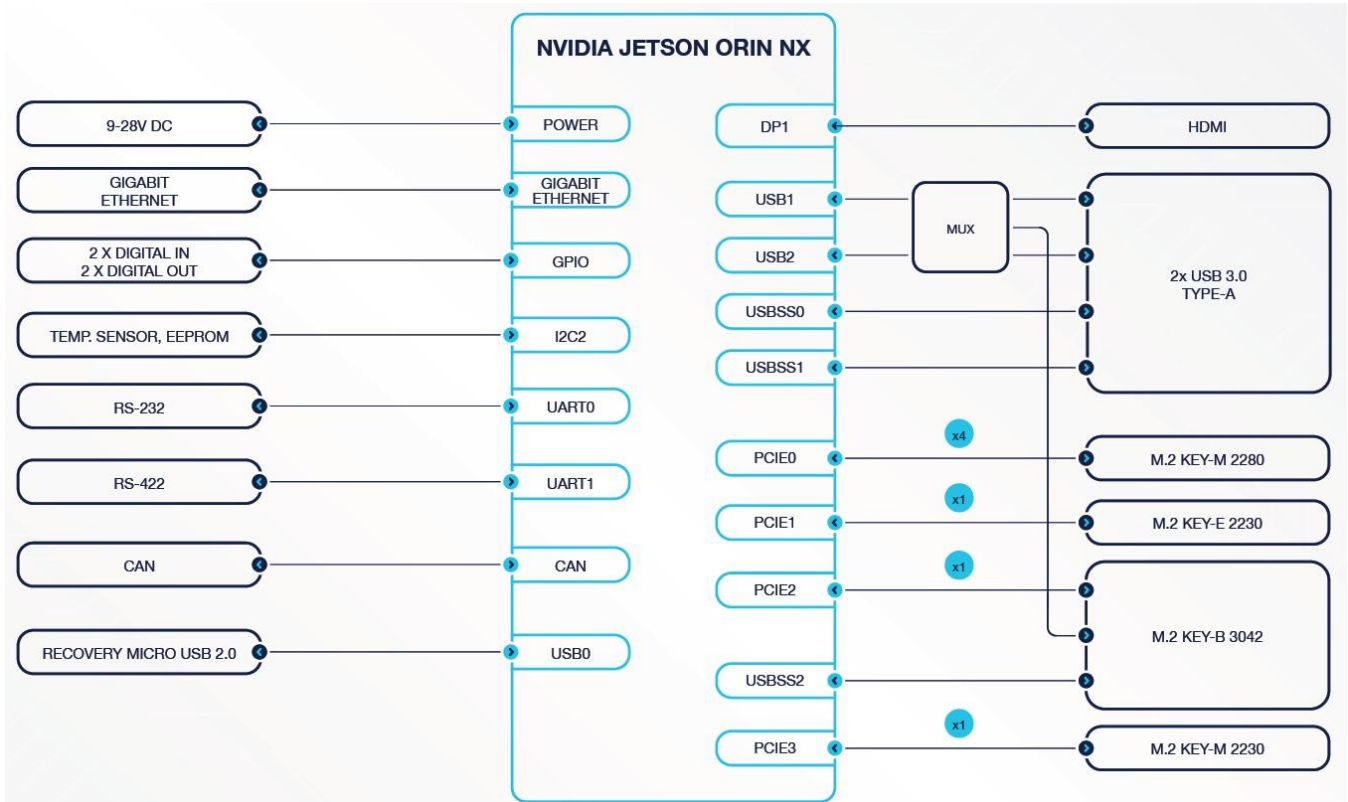 NVIDIA JETSON ORIN NX
9-28V DC
POWER
GIGABIT
ETHERNET
GIGABIT
ETHERNET
2 X DIGITAL IN
2 X DIGITAL OUT
GPIO
TEMP. SENSOR, EEPROM
I2C2
RS-232
UART0
RS-422
UART1
CAN
CAN
RECOVERY MICRO USB 2.0
USB0
DP1
HDMI
USB1
USB2
MUX
USBSS0
USBSS1
2x USB 3.0
TYPE-A
PCIE0
x4
M.2 KEY-M 2280
PCIE1
x1
M.2 KEY-E 2230
PCIE2
x1
M.2 KEY-B 3042
USBSS2
PCIE3
x1
M.2 KEY-M 2230